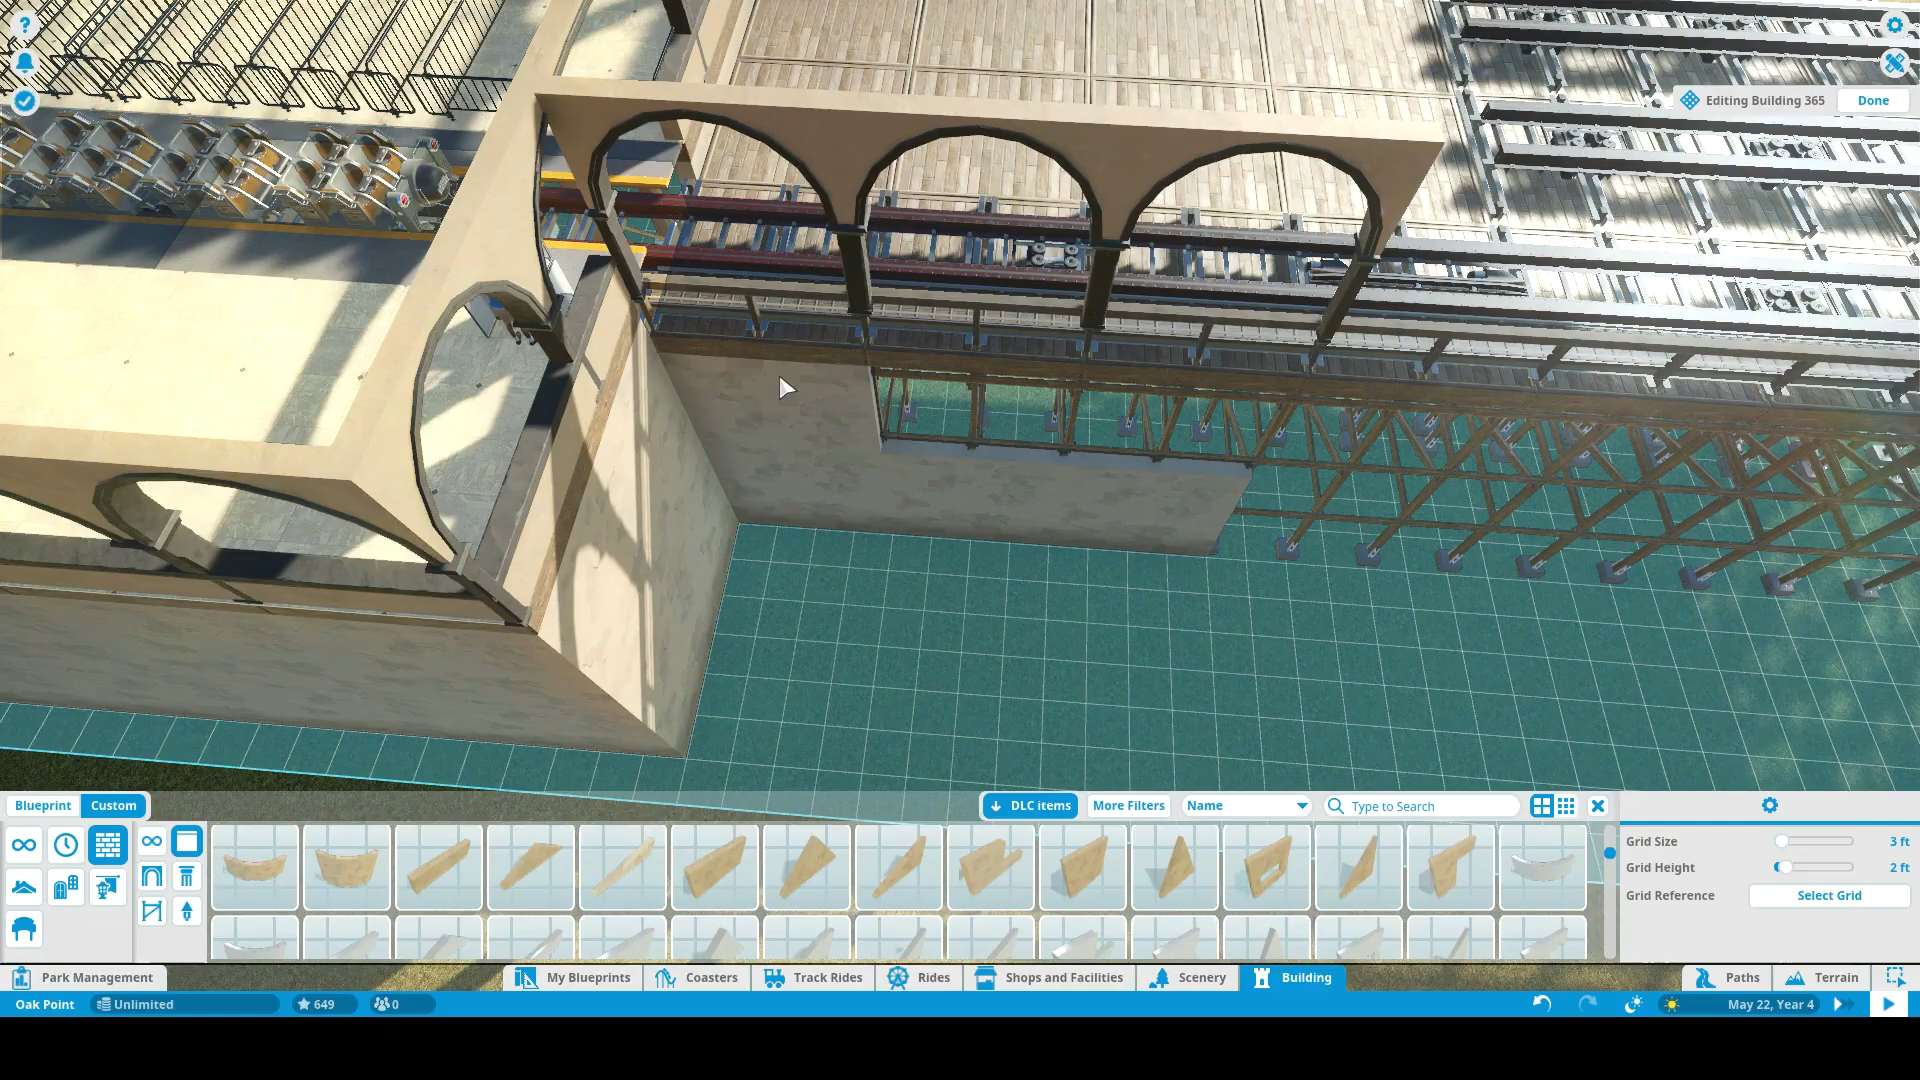 ?
Editing Building 365
Done
Blueprint
Custom
DLC items
More Filters
Name
Type to Search
Grid Size
3 ft
Grid Height
2 ft
Grid Reference
Select Grid
Park Management
My Blueprints
Coasters
Track Rides
Rides
Shops and Facilities
Scenery
Building
Paths
Terrain
Oak Point
Unlimited
649
0
May 22, Year 4